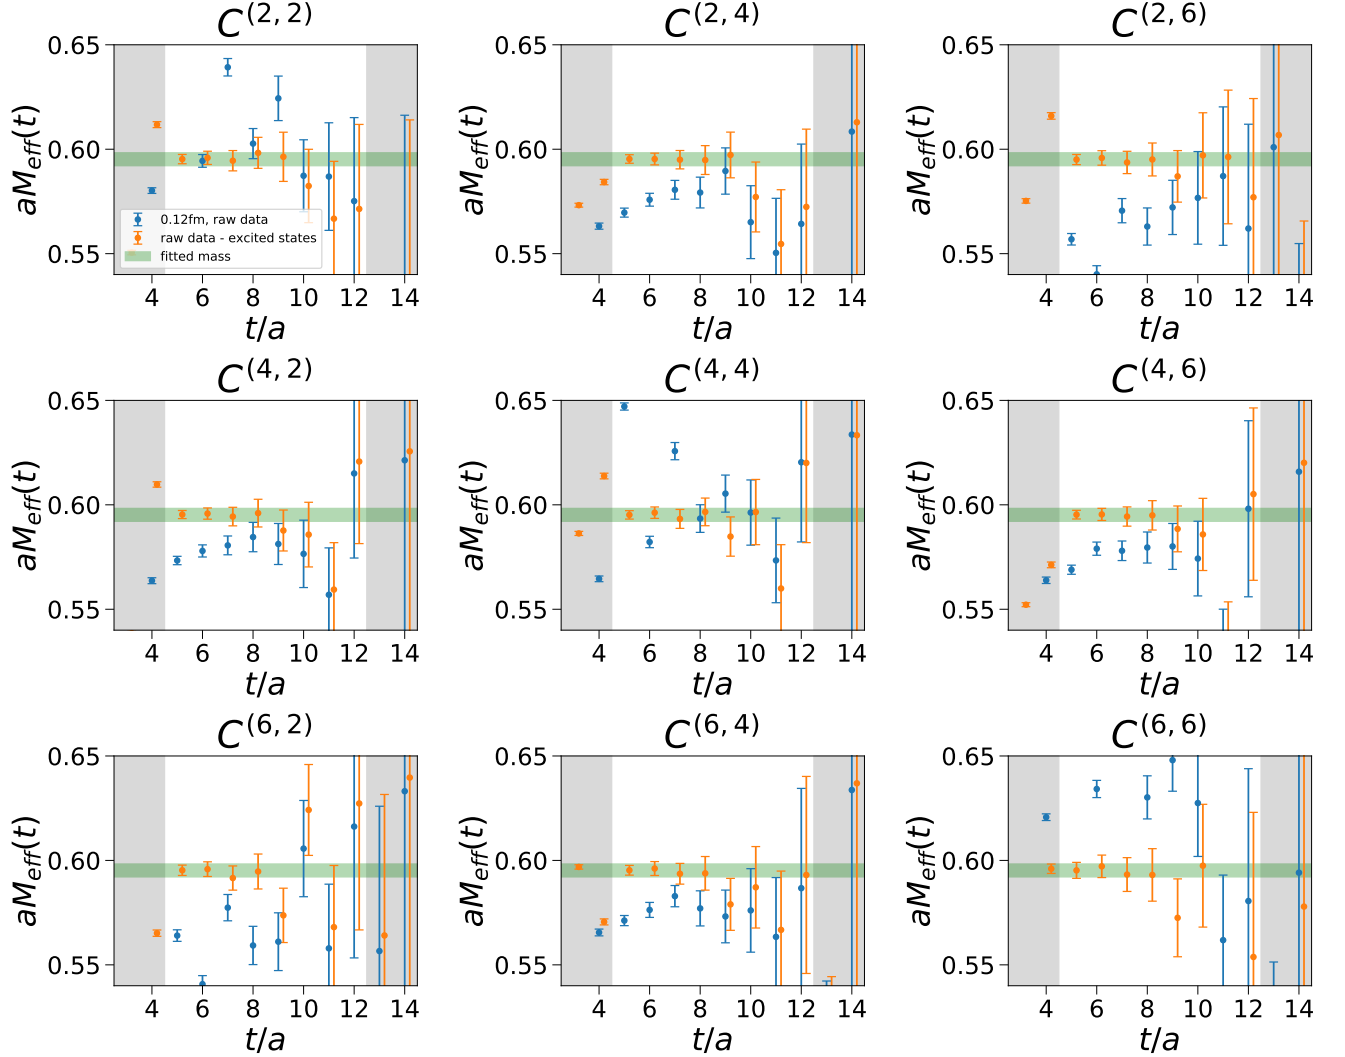 C(2, 2)
C(2, 4)
C(2, 6)
0.65
0.60
0.55
aMeff(t)
0.12fm, raw data
raw data - excited states
fitted mass
4 6 8 10 12 14
t/a
0.65
0.60
0.55
aMeff(t)
4 6 8 10 12 14
t/a
0.65
0.60
0.55
aMeff(t)
4 6 8 10 12 14
t/a
C(4, 2)
C(4, 4)
C(4, 6)
0.65
0.60
0.55
aMeff(t)
4 6 8 10 12 14
t/a
0.65
0.60
0.55
aMeff(t)
4 6 8 10 12 14
t/a
0.65
0.60
0.55
aMeff(t)
4 6 8 10 12 14
t/a
C(6, 2)
C(6, 4)
C(6, 6)
0.65
0.60
0.55
aMeff(t)
4 6 8 10 12 14
t/a
0.65
0.60
0.55
aMeff(t)
4 6 8 10 12 14
t/a
0.65
0.60
0.55
aMeff(t)
4 6 8 10 12 14
t/a